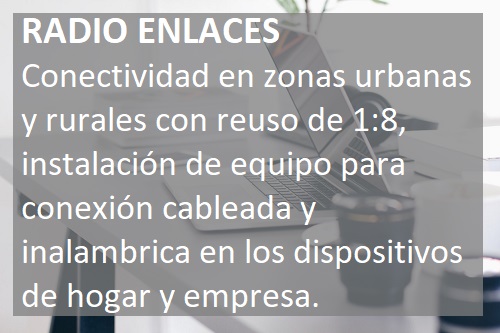 RADIO ENLACES
Conectividad en zonas urbanas
y rurales con reuso de 1:8,
instalación de equipo para
conexión cableada y
inalambrica en los dispositivos
de hogar y empresa.